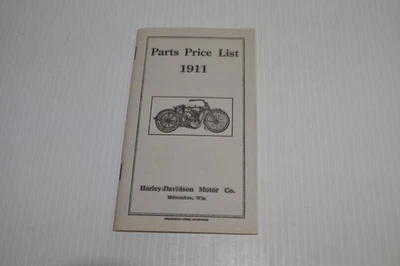 Parts Price List
1911
Harley-Davidson Motor Co.
Milwaukee, Wis.